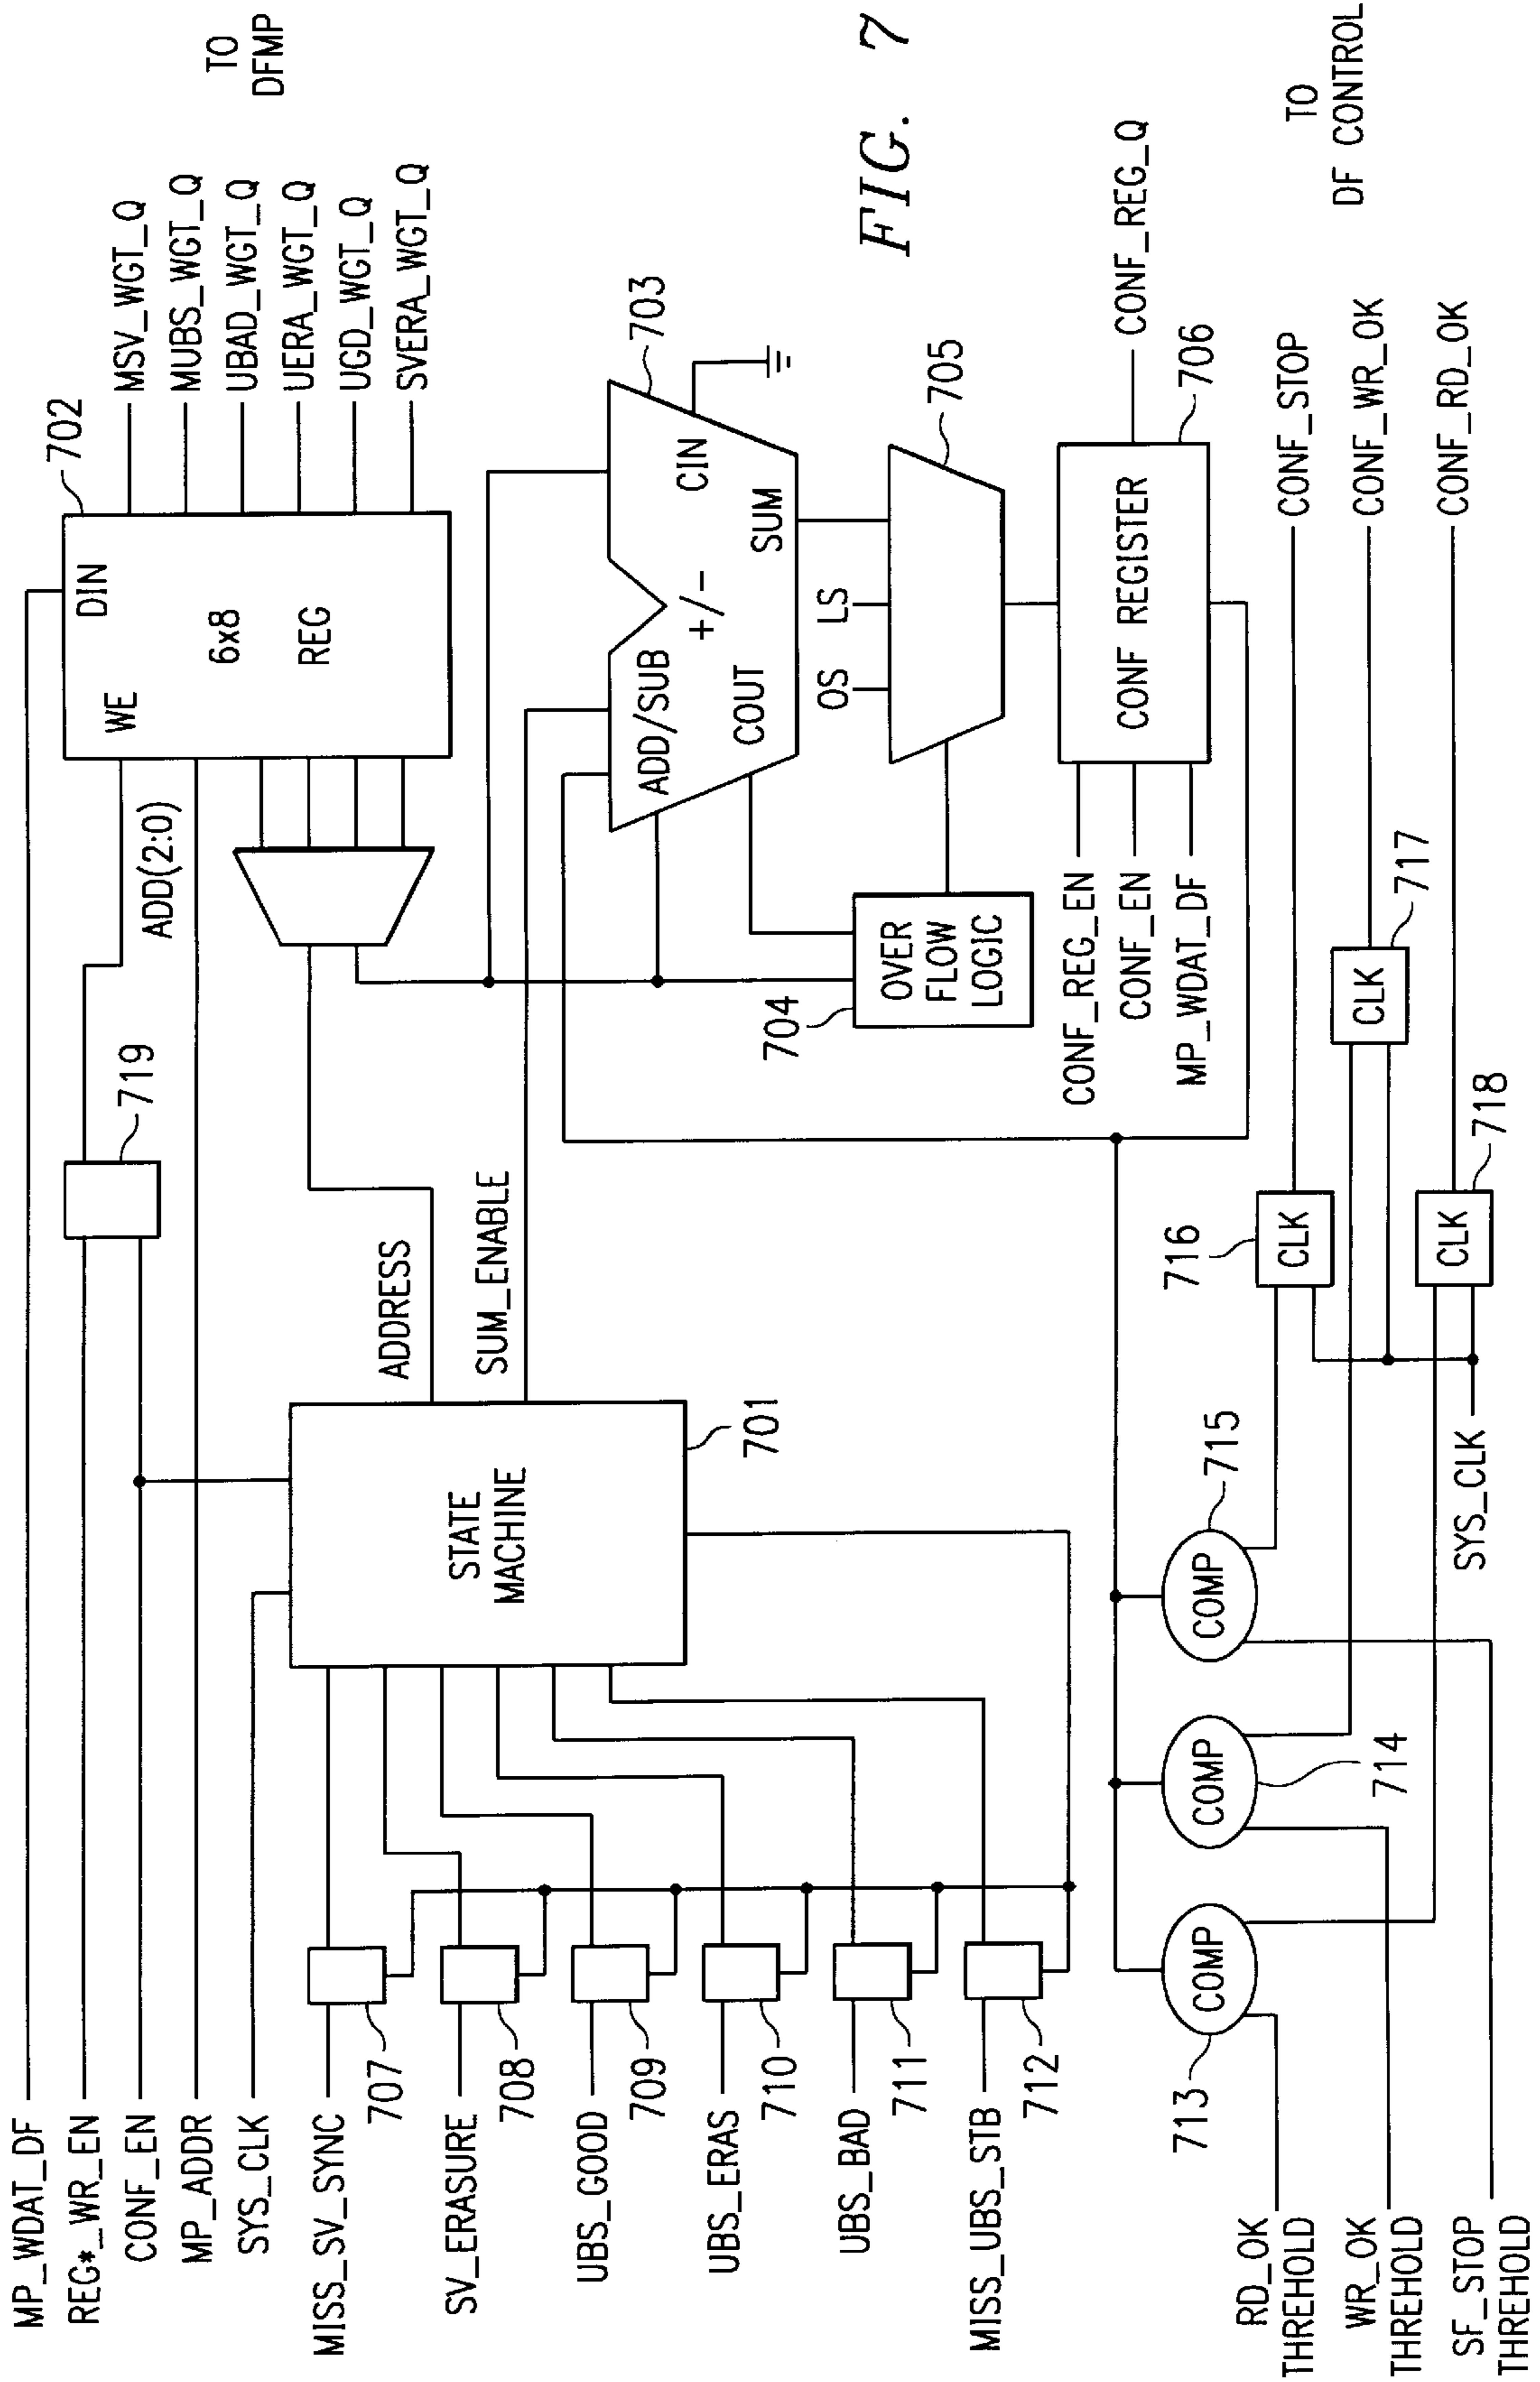 MP_WDAT_DF
REG*_WR_EN
CONF_EN
MP_ADDR
SYS_CLK
MISS_SV_SYNC
SV_ERASURE
UBS_GOOD
UBS_ERAS
UBS_BAD
MISS_UBS_STB
707
708
709
710
711
712
STATE
MACHINE
701
ADDRESS
SUM_ENABLE
719
ADD(2:0)
702
WE
DIN
6x8
REG
MSV_WGT_Q
MUBS_WGT_Q
UBAD_WGT_Q
UERA_WGT_Q
UGD_WGT_Q
SVERA_WGT_Q
TO
DFMP
703
ADD/SUB
+/−
CIN
COUT
SUM
704
OVER
FLOW
LOGIC
OS
LS
705
CONF_REG_EN
CONF_EN
MP_WDAT_DF
CONF REGISTER
706
CONF_REG_Q
FIG. 7
RD_OK
THREHOLD
WR_OK
THREHOLD
SF_STOP
THREHOLD
713
COMP
714
COMP
715
COMP
SYS_CLK
716
CLK
717
CLK
718
CLK
CONF_STOP
CONF_WR_OK
CONF_RD_OK
TO
DF CONTROL